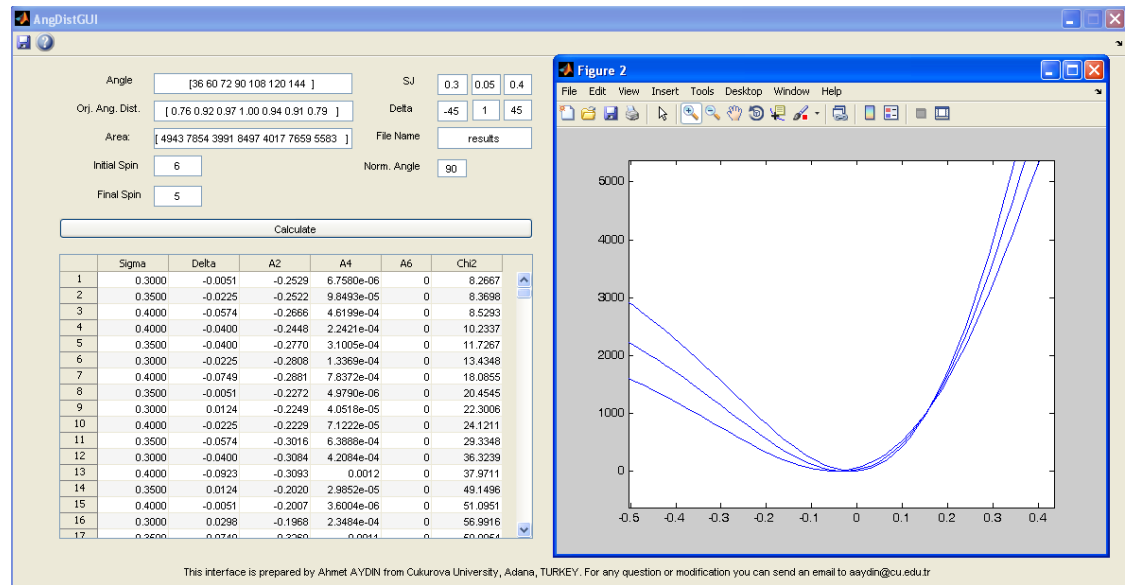 AngDistGUI
Angle [36 60 72 90 108 120 144 ] SJ 0.3 0.05 0.4
Orj. Ang. Dist. [ 0.76 0.92 0.97 1.00 0.94 0.91 0.79 ] Delta -45 1 45
Area: [ 4943 7854 3991 8497 4017 7659 5583 ] File Name results
Initial Spin 6 Norm. Angle 90
Final Spin 5
Calculate
Sigma Delta A2 A4 A6 Chi2
1 0.3000 -0.0051 -0.2529 6.7580e-06 0 8.2667
2 0.3500 -0.0225 -0.2522 9.8493e-05 0 8.3698
3 0.4000 -0.0574 -0.2666 4.6199e-04 0 8.5293
4 0.4000 -0.0400 -0.2448 2.2421e-04 0 10.2337
5 0.3500 -0.0400 -0.2770 3.1005e-04 0 11.7267
6 0.3000 -0.0225 -0.2808 1.3369e-04 0 13.4348
7 0.4000 -0.0749 -0.2881 7.8372e-04 0 18.0855
8 0.3500 -0.0051 -0.2272 4.9790e-06 0 20.4545
9 0.3000 0.0124 -0.2249 4.0518e-05 0 22.3006
10 0.4000 -0.0225 -0.2229 7.1222e-05 0 24.1211
11 0.3500 -0.0574 -0.3016 6.3888e-04 0 29.3348
12 0.3000 -0.0400 -0.3084 4.2084e-04 0 36.3239
13 0.4000 -0.0923 -0.3093 0.0012 0 37.9711
14 0.3500 0.0124 -0.2020 2.9852e-05 0 49.1496
15 0.4000 -0.0051 -0.2007 3.6004e-06 0 51.0951
16 0.3000 0.0298 -0.1968 2.3484e-04 0 56.9916
17
Figure 2
File Edit View Insert Tools Desktop Window Help
5000
4000
3000
2000
1000
0
-0.5 -0.4 -0.3 -0.2 -0.1 0 0.1 0.2 0.3 0.4
This interface is prepared by Ahmet AYDIN from Cukurova University, Adana, TURKEY. For any question or modification you can send an email to aaydin@cu.edu.tr